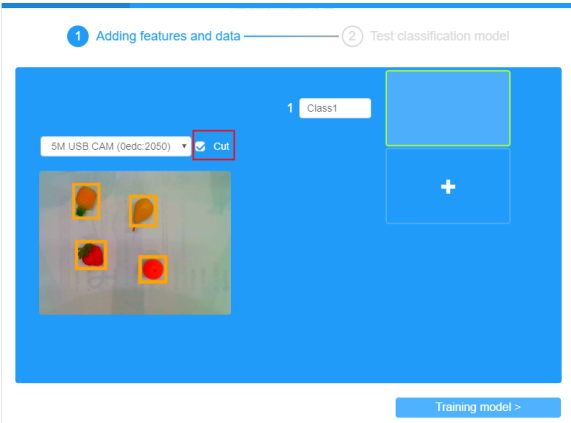 1 Adding features and data
2 Test classification model
1 Class1
5M USB CAM (0edc:2050)
Cut
+
Training model >